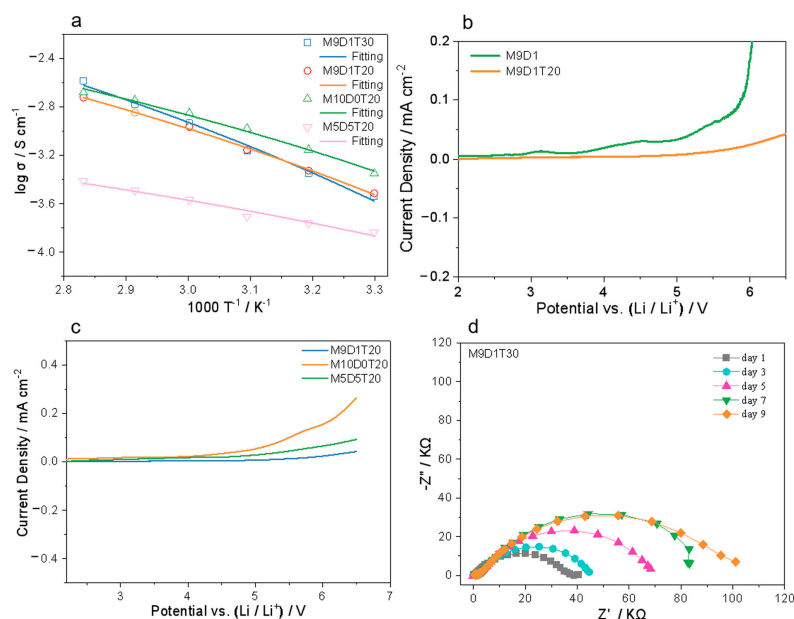 a
log σ / S cm⁻¹
−2.4
−2.8
−3.2
−3.6
−4.0
2.8
2.9
3.0
3.1
3.2
3.3
1000 T⁻¹ / K⁻¹
M9D1T30
Fitting
M9D1T20
Fitting
M10D0T20
Fitting
M5D5T20
Fitting
b
Current Density / mA cm⁻²
0.2
0.1
0.0
−0.1
−0.2
2
3
4
5
6
Potential vs. (Li / Li⁺) / V
M9D1
M9D1T20
c
Current Density / mA cm⁻²
0.4
0.2
0.0
−0.2
−0.4
3
4
5
6
7
Potential vs. (Li / Li⁺) / V
M9D1T20
M10D0T20
M5D5T20
d
M9D1T30
-Z" / KΩ
120
100
80
60
40
20
0
0
20
40
60
80
100
120
Z' / KΩ
day 1
day 3
day 5
day 7
day 9